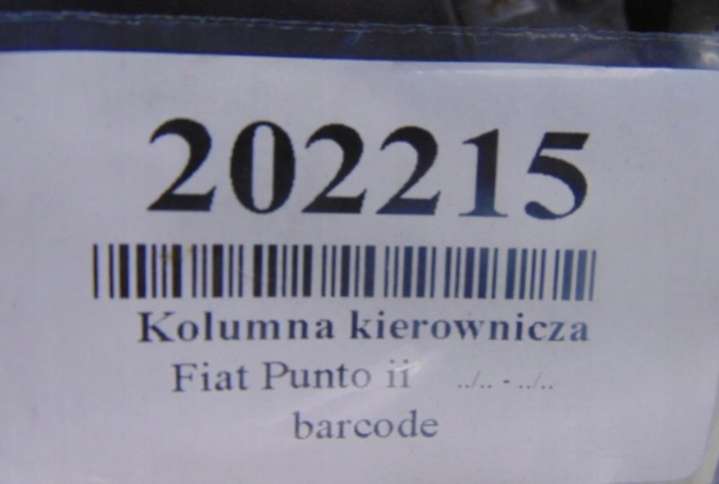 202215
Kolumna kierownicza
Fiat Punto ii ../.. - ../..
barcode